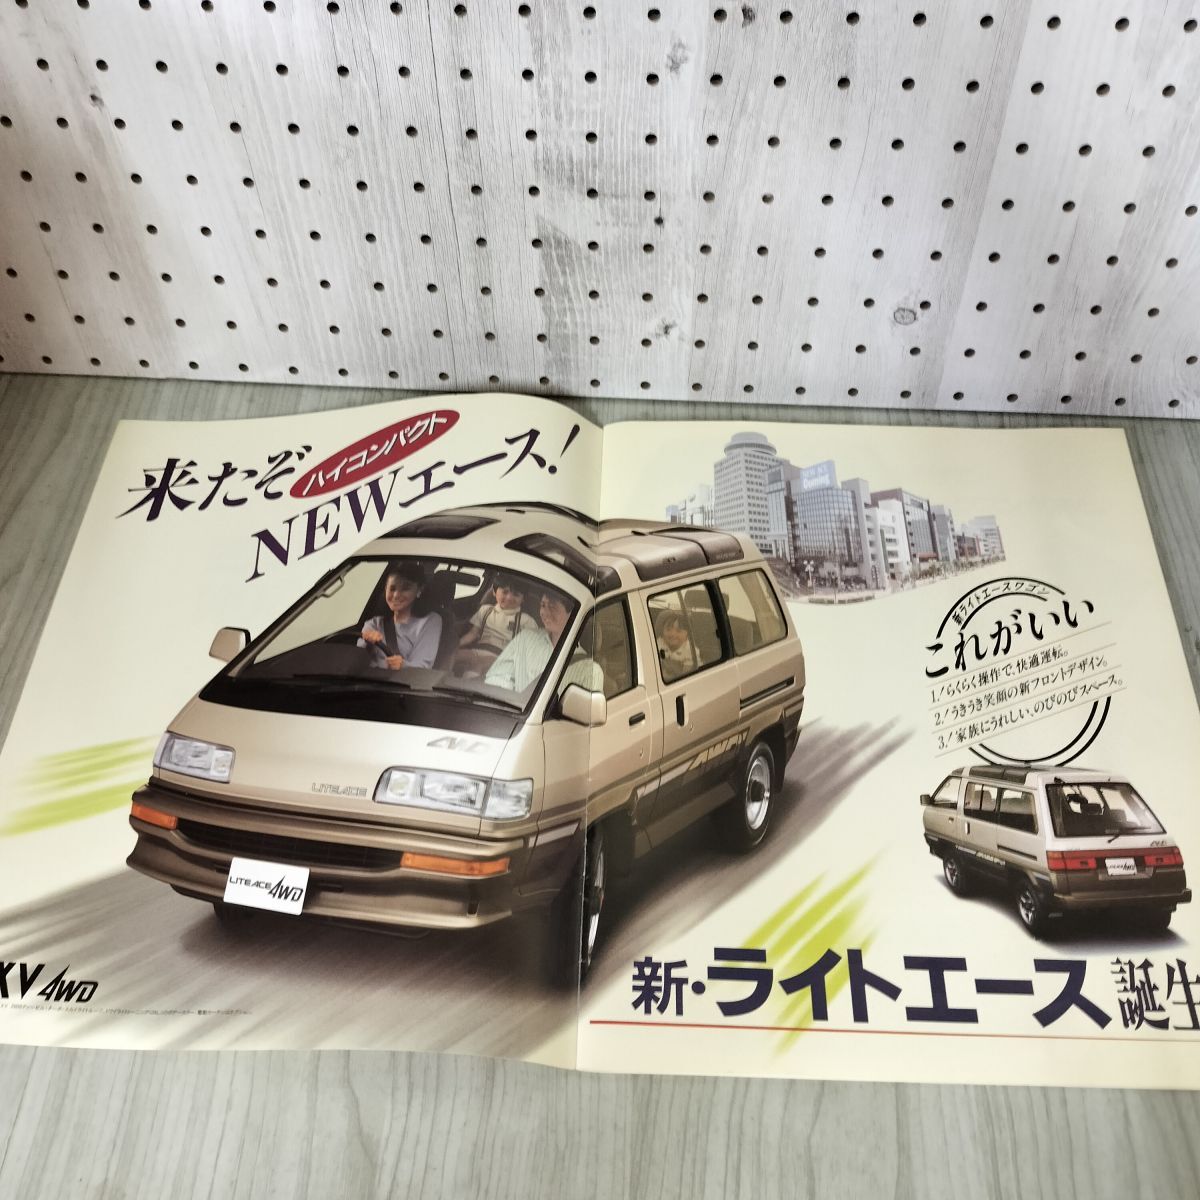 来たぞ
ハイコンパクト
NEWエース!
新ライトエースワゴン
これがいい
1.!らくらく操作で、快適運転。
2.!うきうき笑顔の新フロントデザイン。
3.!家族にうれしい、のびのびスペース。
4WD
LITEACE
4WD
LITEACE 4WD
XV 4WD
新・ライトエース誕生